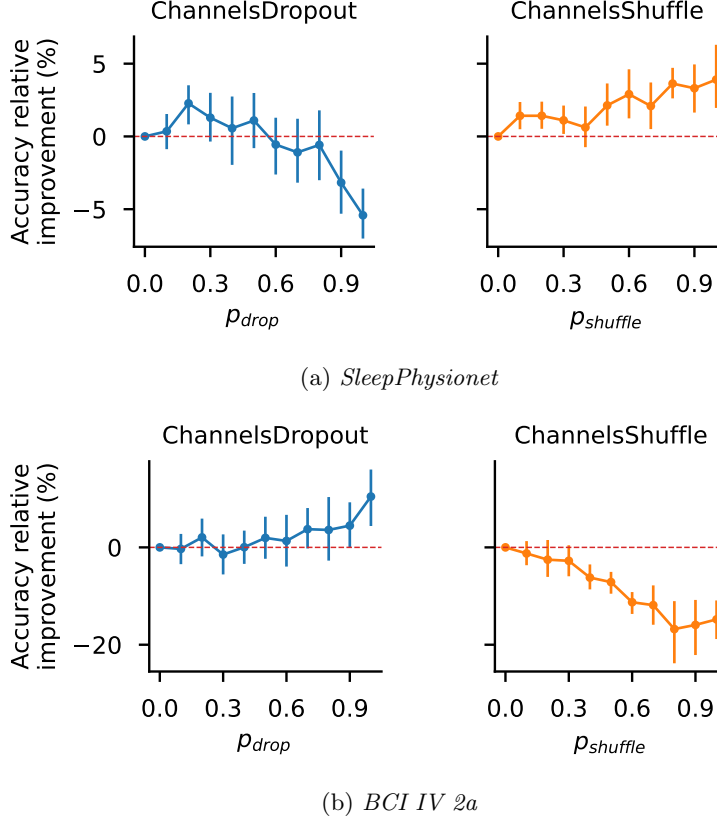 ChannelsDropout
ChannelsShuffle
Accuracy relative
improvement (%)
5
0
−5
0.0 0.3 0.6 0.9
0.0 0.3 0.6 0.9
p_drop
p_shuffle
(a) SleepPhysionet
ChannelsDropout
ChannelsShuffle
Accuracy relative
improvement (%)
0
−20
0.0 0.3 0.6 0.9
0.0 0.3 0.6 0.9
p_drop
p_shuffle
(b) BCI IV 2a